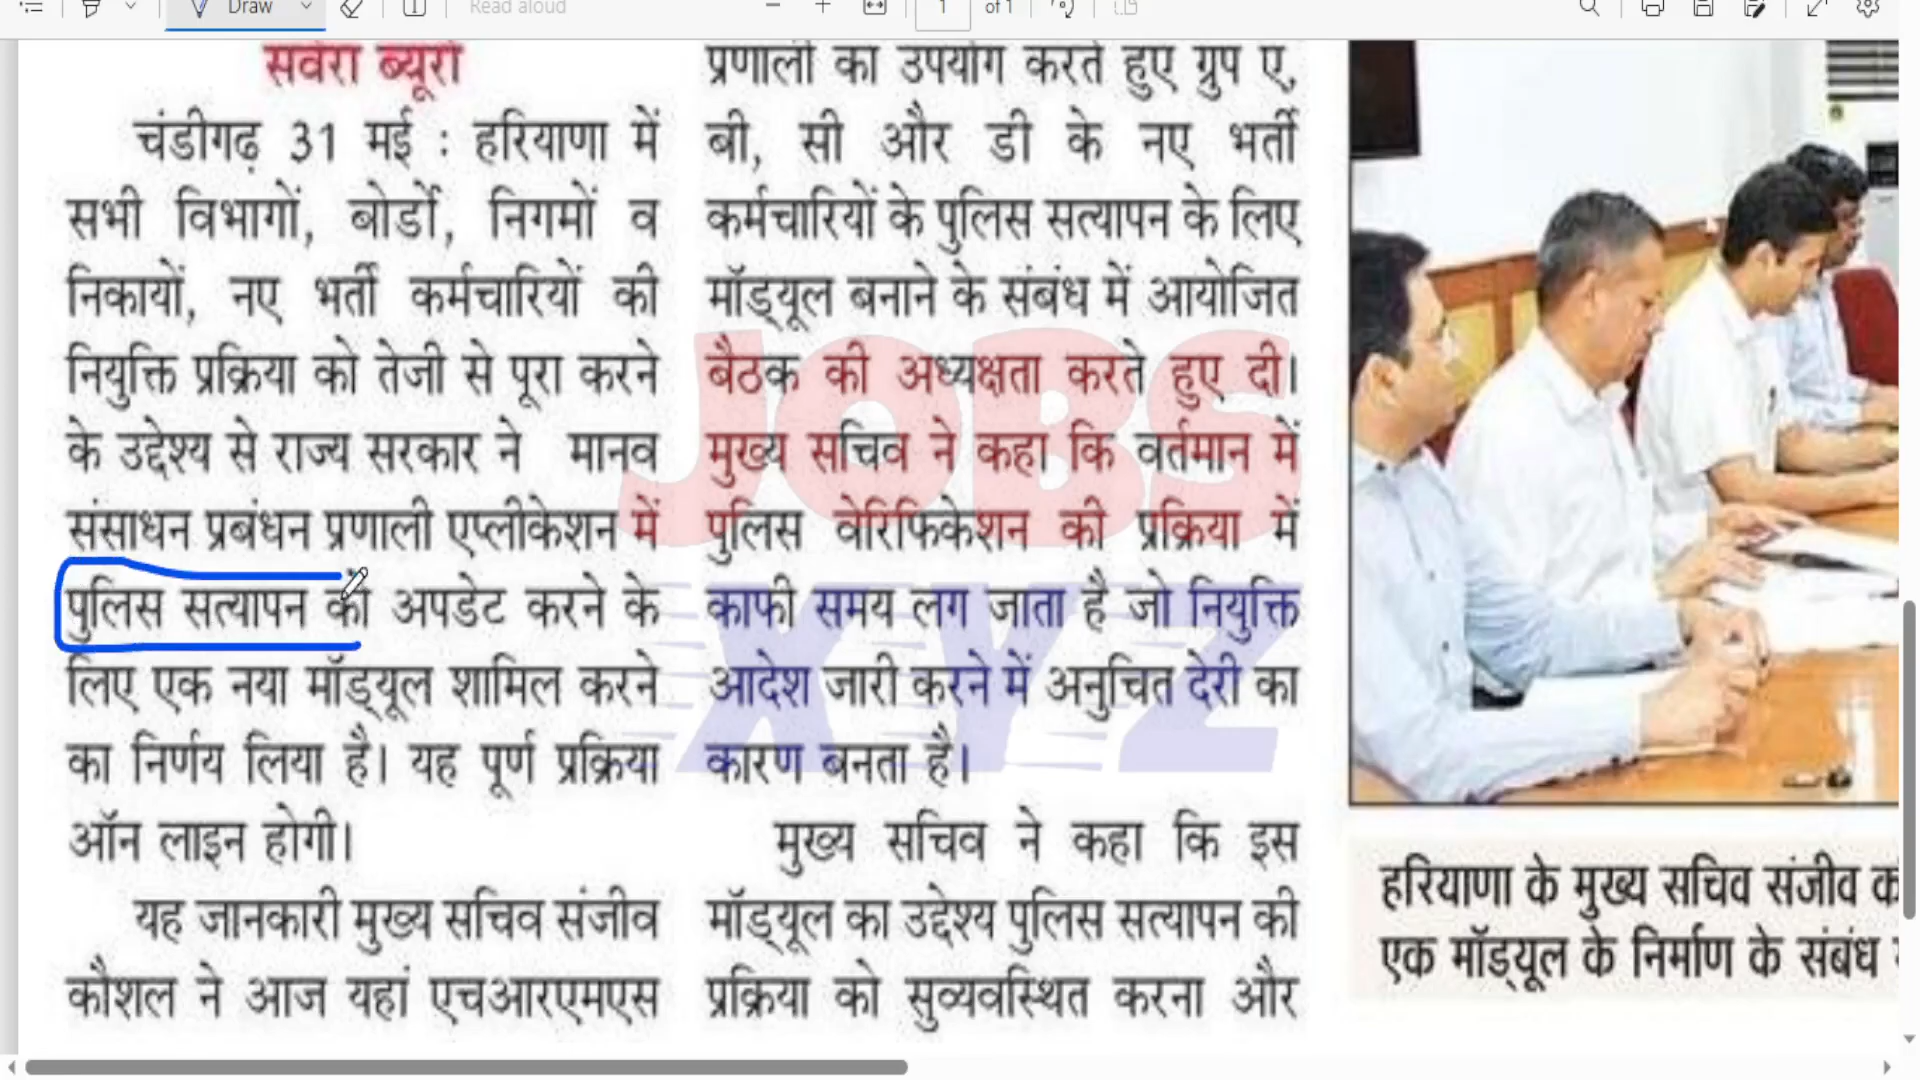 Draw
Read aloud
1
of 1
सवेरा ब्यूरो
चंडीगढ़ 31 मई : हरियाणा में
सभी विभागों, बोर्डो, निगमों व
निकायों, नए भर्ती कर्मचारियों की
नियुक्ति प्रक्रिया को तेजी से पूरा करने
के उद्देश्य से राज्य सरकार ने मानव
संसाधन प्रबंधन प्रणाली एप्लीकेशन में
पुलिस सत्यापन को अपडेट करने के
लिए एक नया मॉड्यूल शामिल करने
का निर्णय लिया है। यह पूर्ण प्रक्रिया
ऑन लाइन होगी।
यह जानकारी मुख्य सचिव संजीव
कौशल ने आज यहां एचआरएमएस
प्रणाली का उपयोग करते हुए ग्रुप ए,
बी, सी और डी के नए भर्ती
कर्मचारियों के पुलिस सत्यापन के लिए
मॉड्यूल बनाने के संबंध में आयोजित
बैठक की अध्यक्षता करते हुए दी।
मुख्य सचिव ने कहा कि वर्तमान में
पुलिस वेरिफिकेशन की प्रक्रिया में
काफी समय लग जाता है जो नियुक्ति
आदेश जारी करने में अनुचित देरी का
कारण बनता है।
मुख्य सचिव ने कहा कि इस
मॉड्यूल का उद्देश्य पुलिस सत्यापन की
प्रक्रिया को सुव्यवस्थित करना और
JOBS
XYZ
हरियाणा के मुख्य सचिव संजीव क
एक मॉड्यूल के निर्माण के संबंध